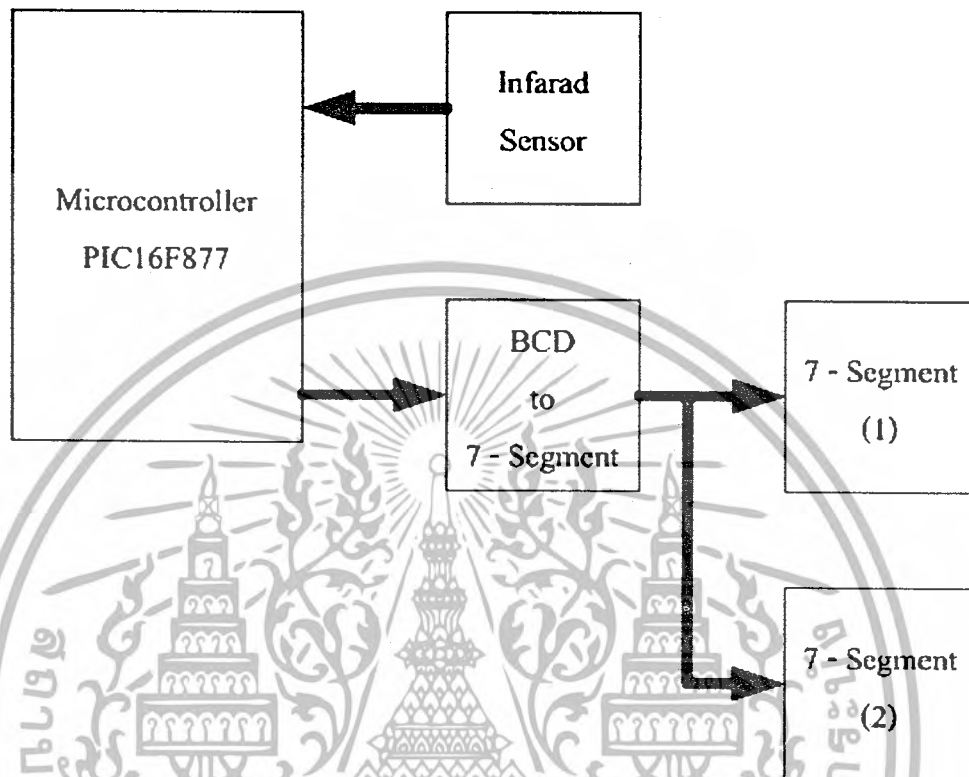 Infarad
Sensor
Microcontroller
PIC16F877
BCD
to
7 - Segment
7 - Segment
(1)
7 - Segment
(2)